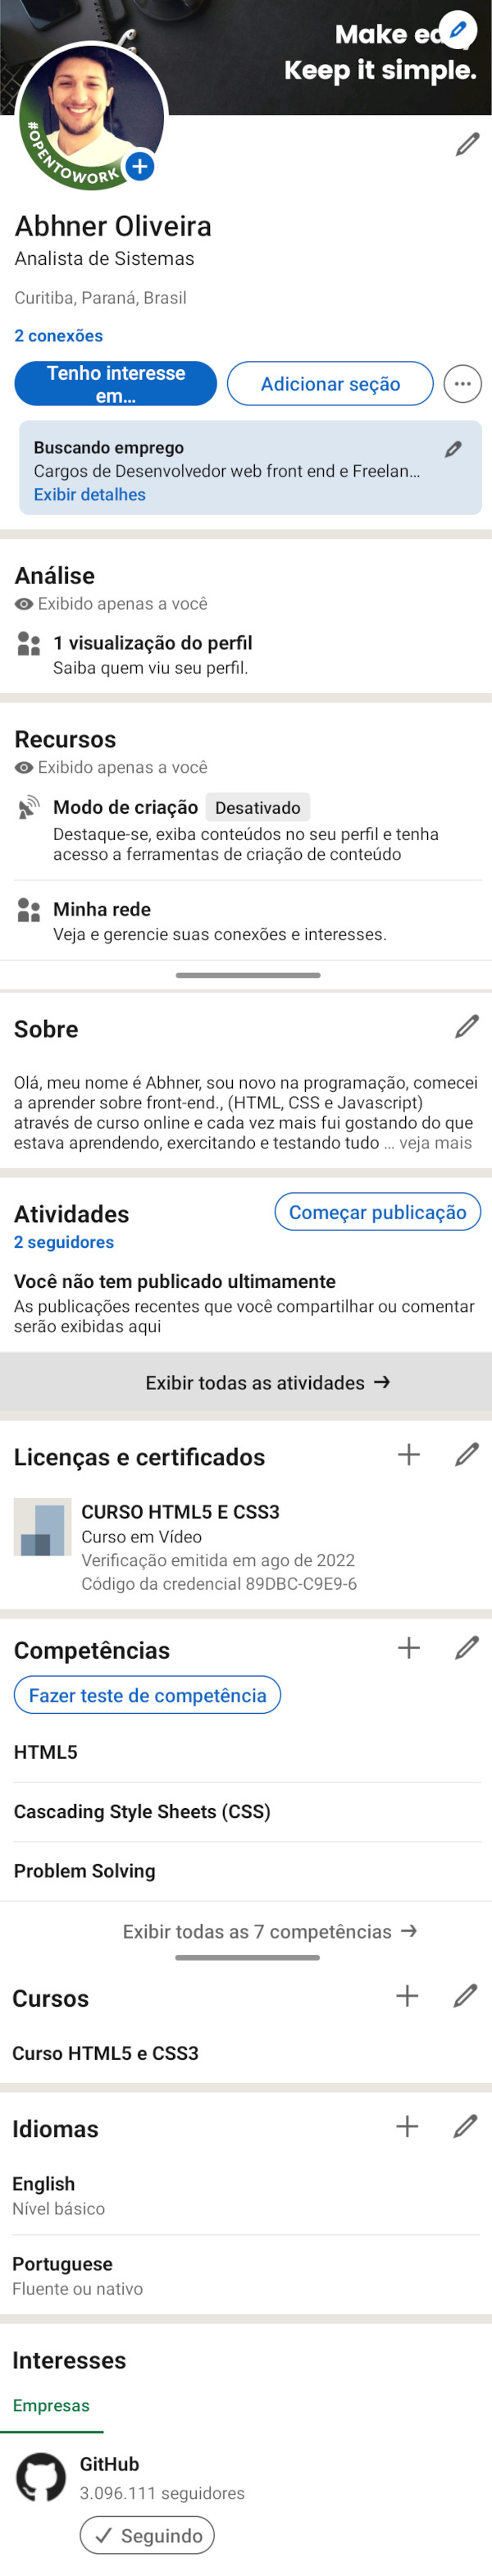 Make ea
Keep it simple.
#OPENTOWORK
Abhner Oliveira
Analista de Sistemas
Curitiba, Paraná, Brasil
2 conexões
Tenho interesse
em...
Adicionar seção
Buscando emprego
Cargos de Desenvolvedor web front end e Freelan...
Exibir detalhes
Análise
Exibido apenas a você
1 visualização do perfil
Saiba quem viu seu perfil.
Recursos
Exibido apenas a você
Modo de criação Desativado
Destaque-se, exiba conteúdos no seu perfil e tenha
acesso a ferramentas de criação de conteúdo
Minha rede
Veja e gerencie suas conexões e interesses.
Sobre
Olá, meu nome é Abhner, sou novo na programação, comecei
a aprender sobre front-end., (HTML, CSS e Javascript)
através de curso online e cada vez mais fui gostando do que
estava aprendendo, exercitando e testando tudo ... veja mais
Atividades
Começar publicação
2 seguidores
Você não tem publicado ultimamente
As publicações recentes que você compartilhar ou comentar
serão exibidas aqui
Exibir todas as atividades →
Licenças e certificados
CURSO HTML5 E CSS3
Curso em Vídeo
Verificação emitida em ago de 2022
Código da credencial 89DBC-C9E9-6
Competências
Fazer teste de competência
HTML5
Cascading Style Sheets (CSS)
Problem Solving
Exibir todas as 7 competências →
Cursos
Curso HTML5 e CSS3
Idiomas
English
Nível básico
Portuguese
Fluente ou nativo
Interesses
Empresas
GitHub
3.096.111 seguidores
Seguindo